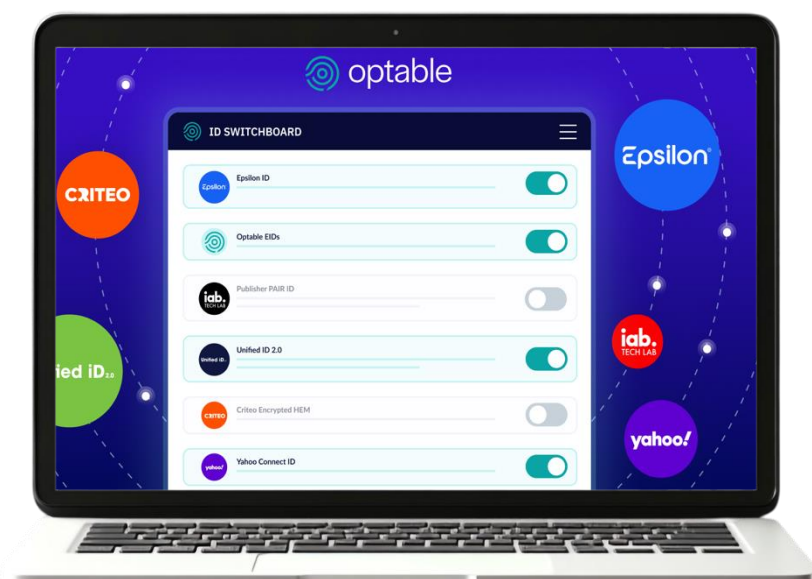 optable
ID SWITCHBOARD
Epsilon
Epsilon ID
Optable EIDs
iab.
TECH LAB
Publisher PAIR ID
Unified ID.
Unified ID 2.0
CRITEO
Criteo Encrypted HEM
yahoo!
Yahoo Connect ID
CRITEO
ied iD2.0
Epsilon
iab.
TECH LAB
yahoo!